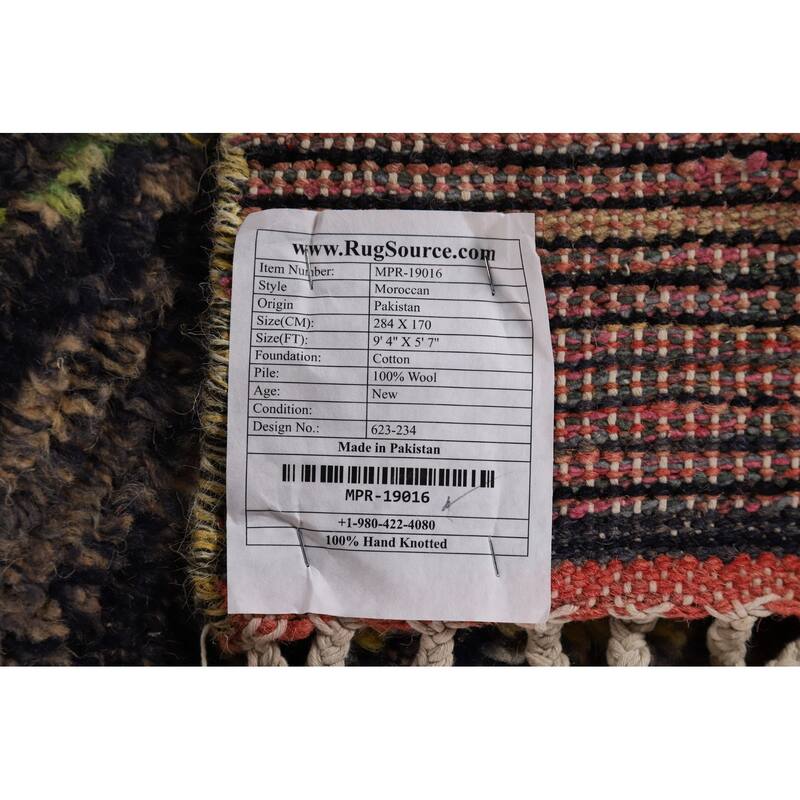 www.RugSource.com
Item Number: MPR-19016
Style Moroccan
Origin Pakistan
Size(CM): 284 X 170
Size(FT): 9' 4" X 5' 7"
Foundation: Cotton
Pile: 100% Wool
Age: New
Condition:
Design No.: 623-234
Made in Pakistan
MPR-19016
+1-980-422-4080
100% Hand Knotted